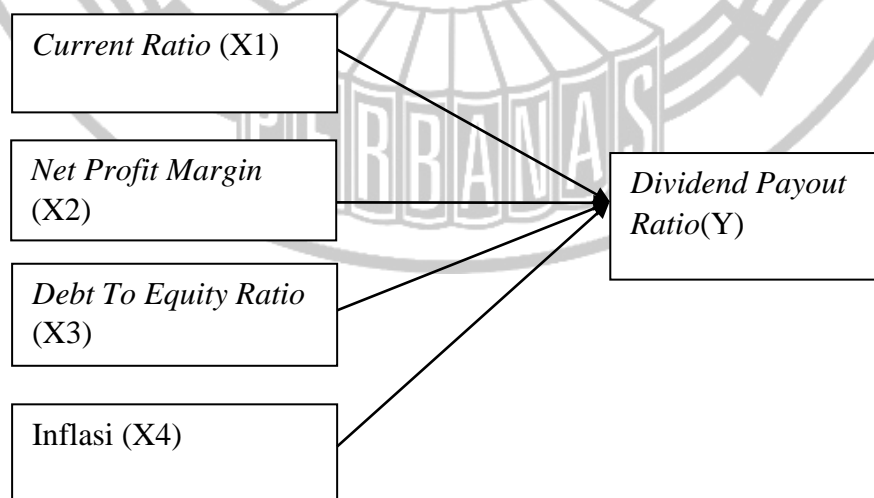 Current Ratio (X1)
Net Profit Margin
(X2)
Debt To Equity Ratio
(X3)
Inflasi (X4)
Dividend Payout
Ratio(Y)
PERBANAS